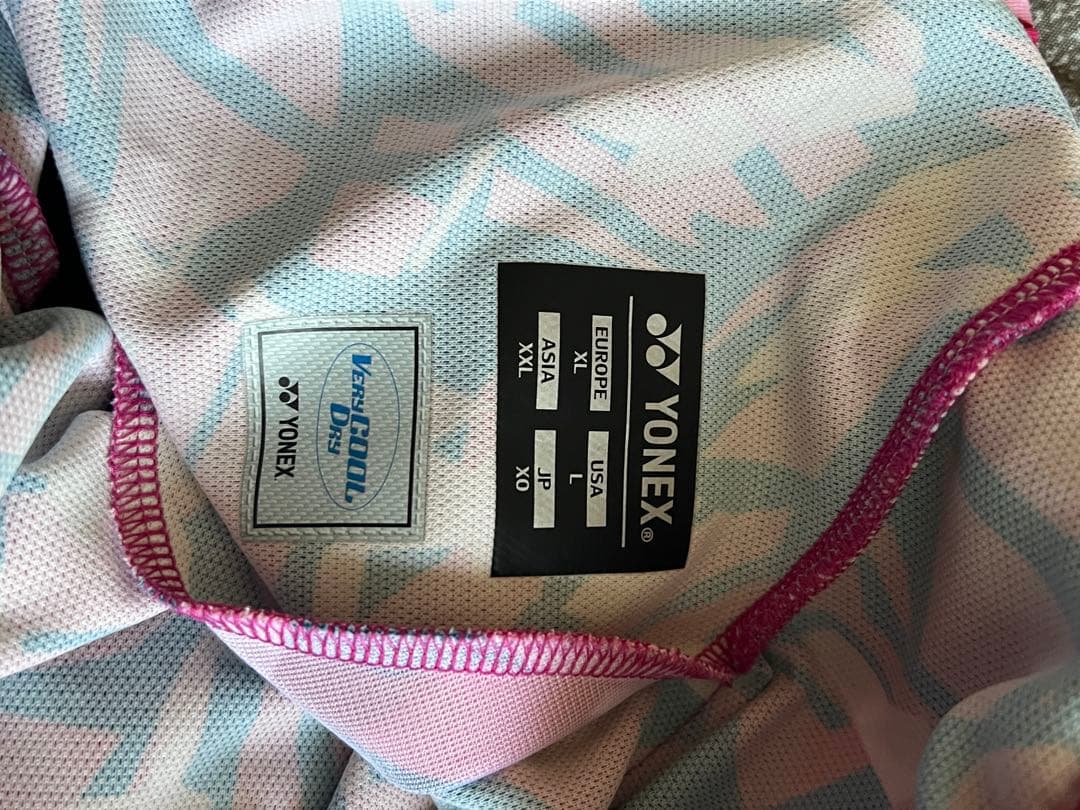 YONEX®
EUROPE USA
XL L
ASIA JP
XXL XO
VERYCOOL
DRY
YONEX